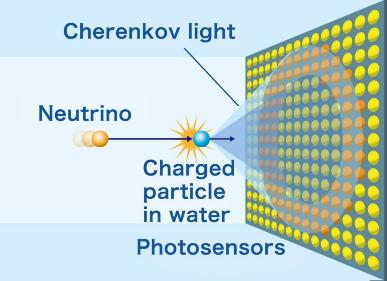 Cherenkov light
Neutrino
Charged
particle
in water
Photosensors